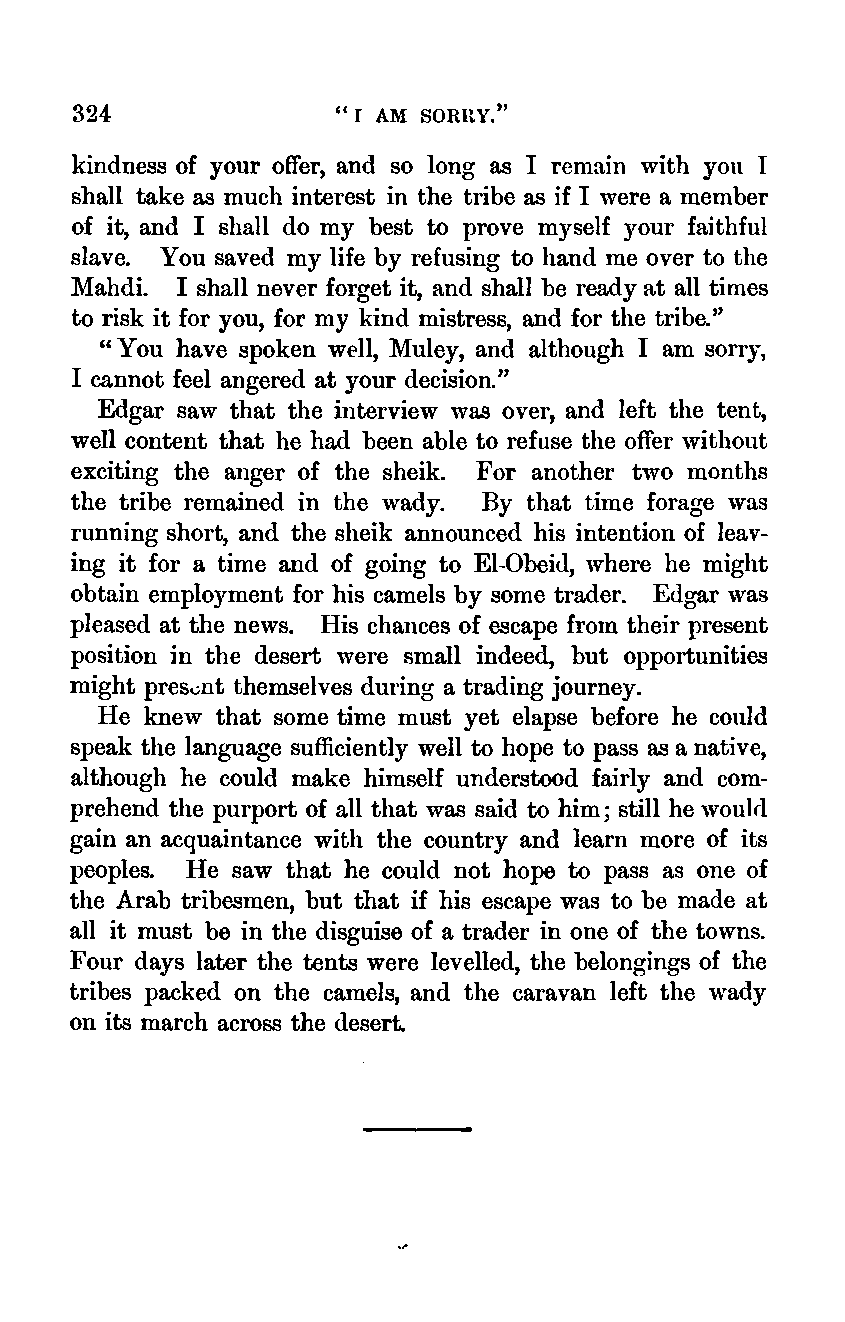 324 "I AM SORRY."
kindness of your offer, and so long as I remain with you I
shall take as much interest in the tribe as if I were a member
of it, and I shall do my best to prove myself your faithful
slave. You saved my life by refusing to hand me over to the
Mahdi. I shall never forget it, and shall be ready at all times
to risk it for you, for my kind mistress, and for the tribe."
"You have spoken well, Muley, and although I am sorry,
I cannot feel angered at your decision."
Edgar saw that the interview was over, and left the tent,
well content that he had been able to refuse the offer without
exciting the anger of the sheik. For another two months
the tribe remained in the wady. By that time forage was
running short, and the sheik announced his intention of leav-
ing it for a time and of going to El-Obeid, where he might
obtain employment for his camels by some trader. Edgar was
pleased at the news. His chances of escape from their present
position in the desert were small indeed, but opportunities
might present themselves during a trading journey.
He knew that some time must yet elapse before he could
speak the language sufficiently well to hope to pass as a native,
although he could make himself understood fairly and com-
prehend the purport of all that was said to him; still he would
gain an acquaintance with the country and learn more of its
peoples. He saw that he could not hope to pass as one of
the Arab tribesmen, but that if his escape was to be made at
all it must be in the disguise of a trader in one of the towns.
Four days later the tents were levelled, the belongings of the
tribes packed on the camels, and the caravan left the wady
on its march across the desert.